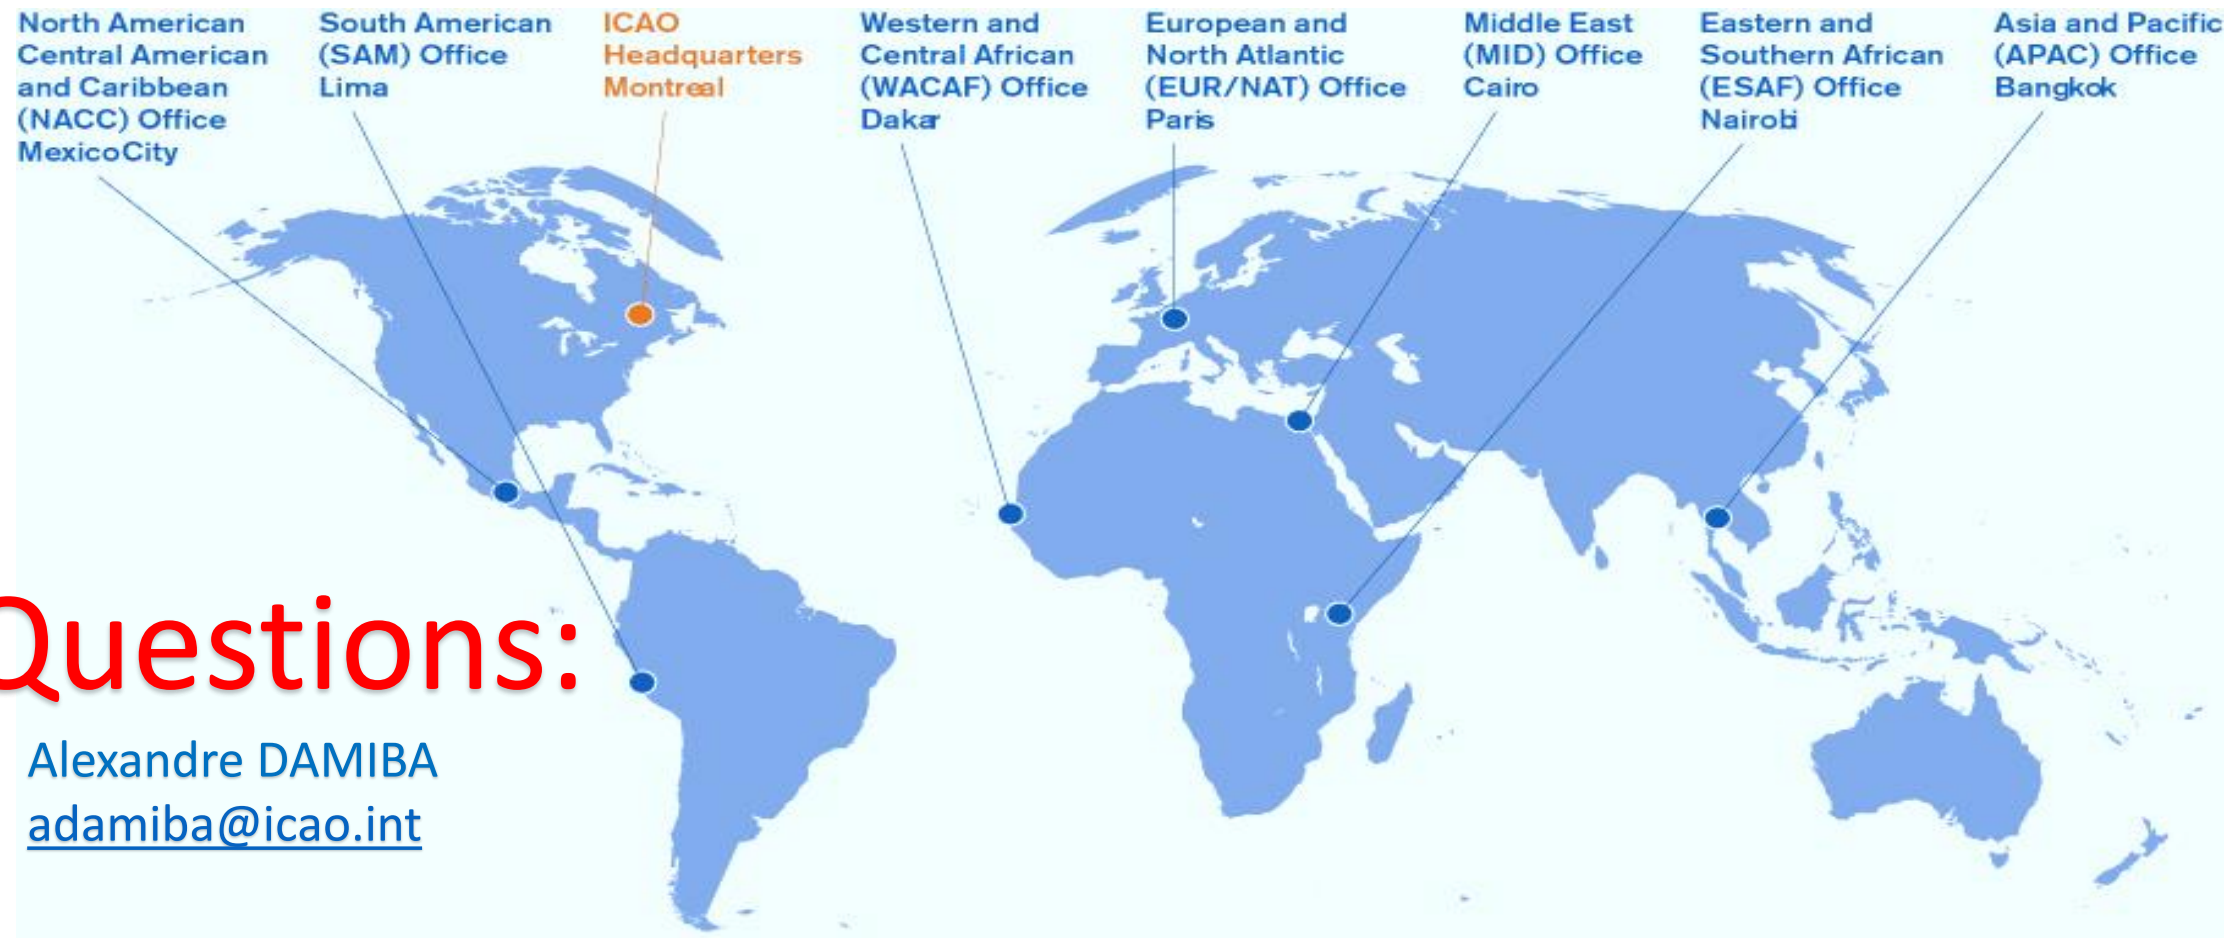 North American
Central American
and Caribbean
(NACC) Office
MexicoCity
South American
(SAM) Office
Lima
ICAO
Headquarters
Montreal
Western and
Central African
(WACAF) Office
Dakar
European and
North Atlantic
(EUR/NAT) Office
Paris
Middle East
(MID) Office
Cairo
Eastern and
Southern African
(ESAF) Office
Nairobi
Asia and Pacific
(APAC) Office
Bangkok
Questions:
Alexandre DAMIBA
adamiba@icao.int